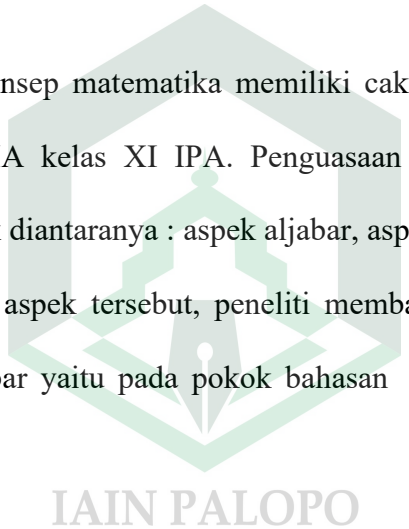 nsep matematika memiliki cak
A kelas XI IPA. Penguasaan
diantaranya : aspek aljabar, asp
aspek tersebut, peneliti memba
ar yaitu pada pokok bahasan
IAIN PALOPO